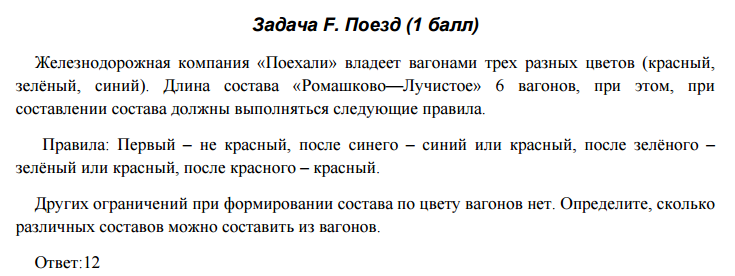 Задача F. Поезд (1 балл)
Железнодорожная компания «Поехали» владеет вагонами трех разных цветов (красный,
зелёный, синий). Длина состава «Ромашково—Лучистое» 6 вагонов, при этом, при
составлении состава должны выполняться следующие правила.
Правила: Первый – не красный, после синего – синий или красный, после зелёного –
зелёный или красный, после красного – красный.
Других ограничений при формировании состава по цвету вагонов нет. Определите, сколько
различных составов можно составить из вагонов.
Ответ:12